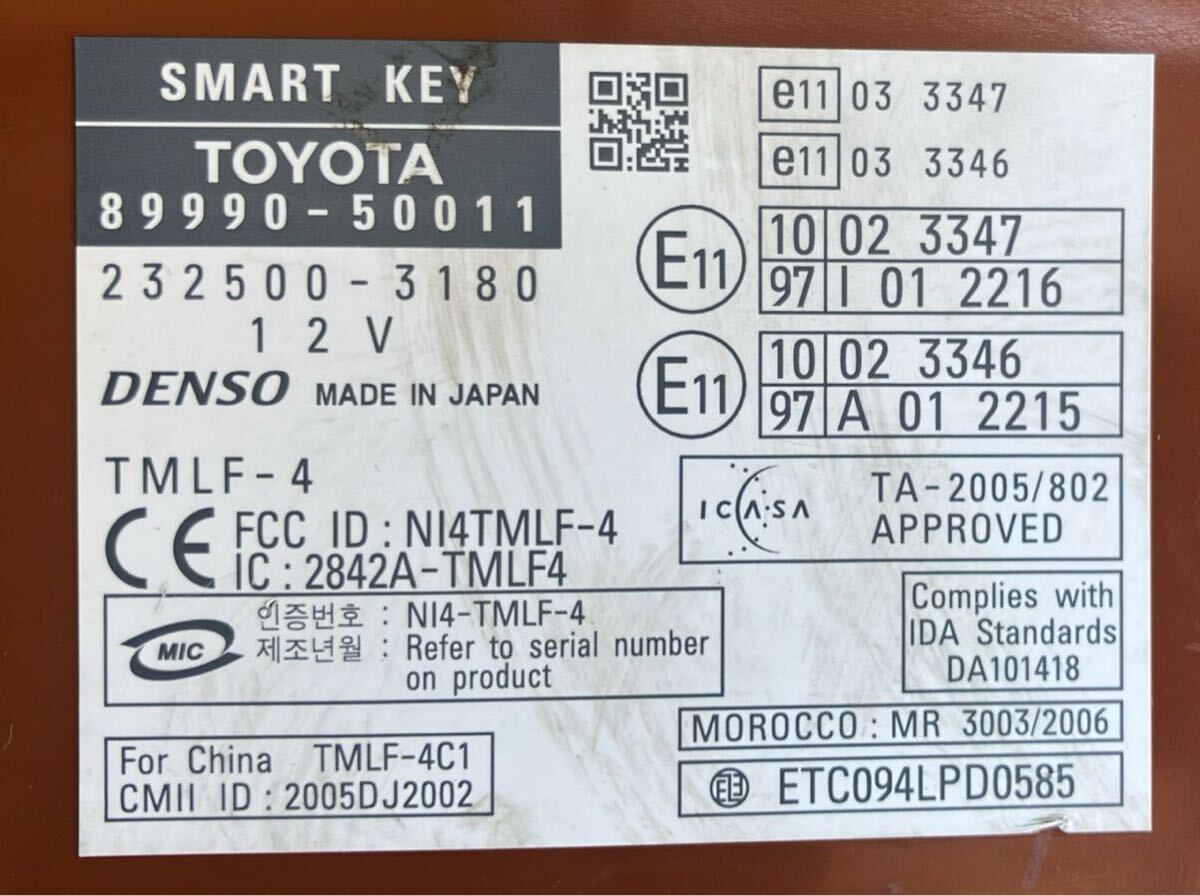 SMART KEY
TOYOTA
89990-50011
232500-3180
12V
DENSO MADE IN JAPAN
TMLF-4
CE FCC ID : NI4TMLF-4
IC : 2842A-TMLF4
MIC
인증번호 : NI4-TMLF-4
제조년월 : Refer to serial number
on product
For China TMLF-4C1
CMII ID : 2005DJ2002
e11 03 3347
e11 03 3346
E11
10 02 3347
97 I 01 2216
E11
10 02 3346
97 A 01 2215
ICASA
TA-2005/802
APPROVED
Complies with
IDA Standards
DA101418
MOROCCO : MR 3003/2006
ETC094LPD0585